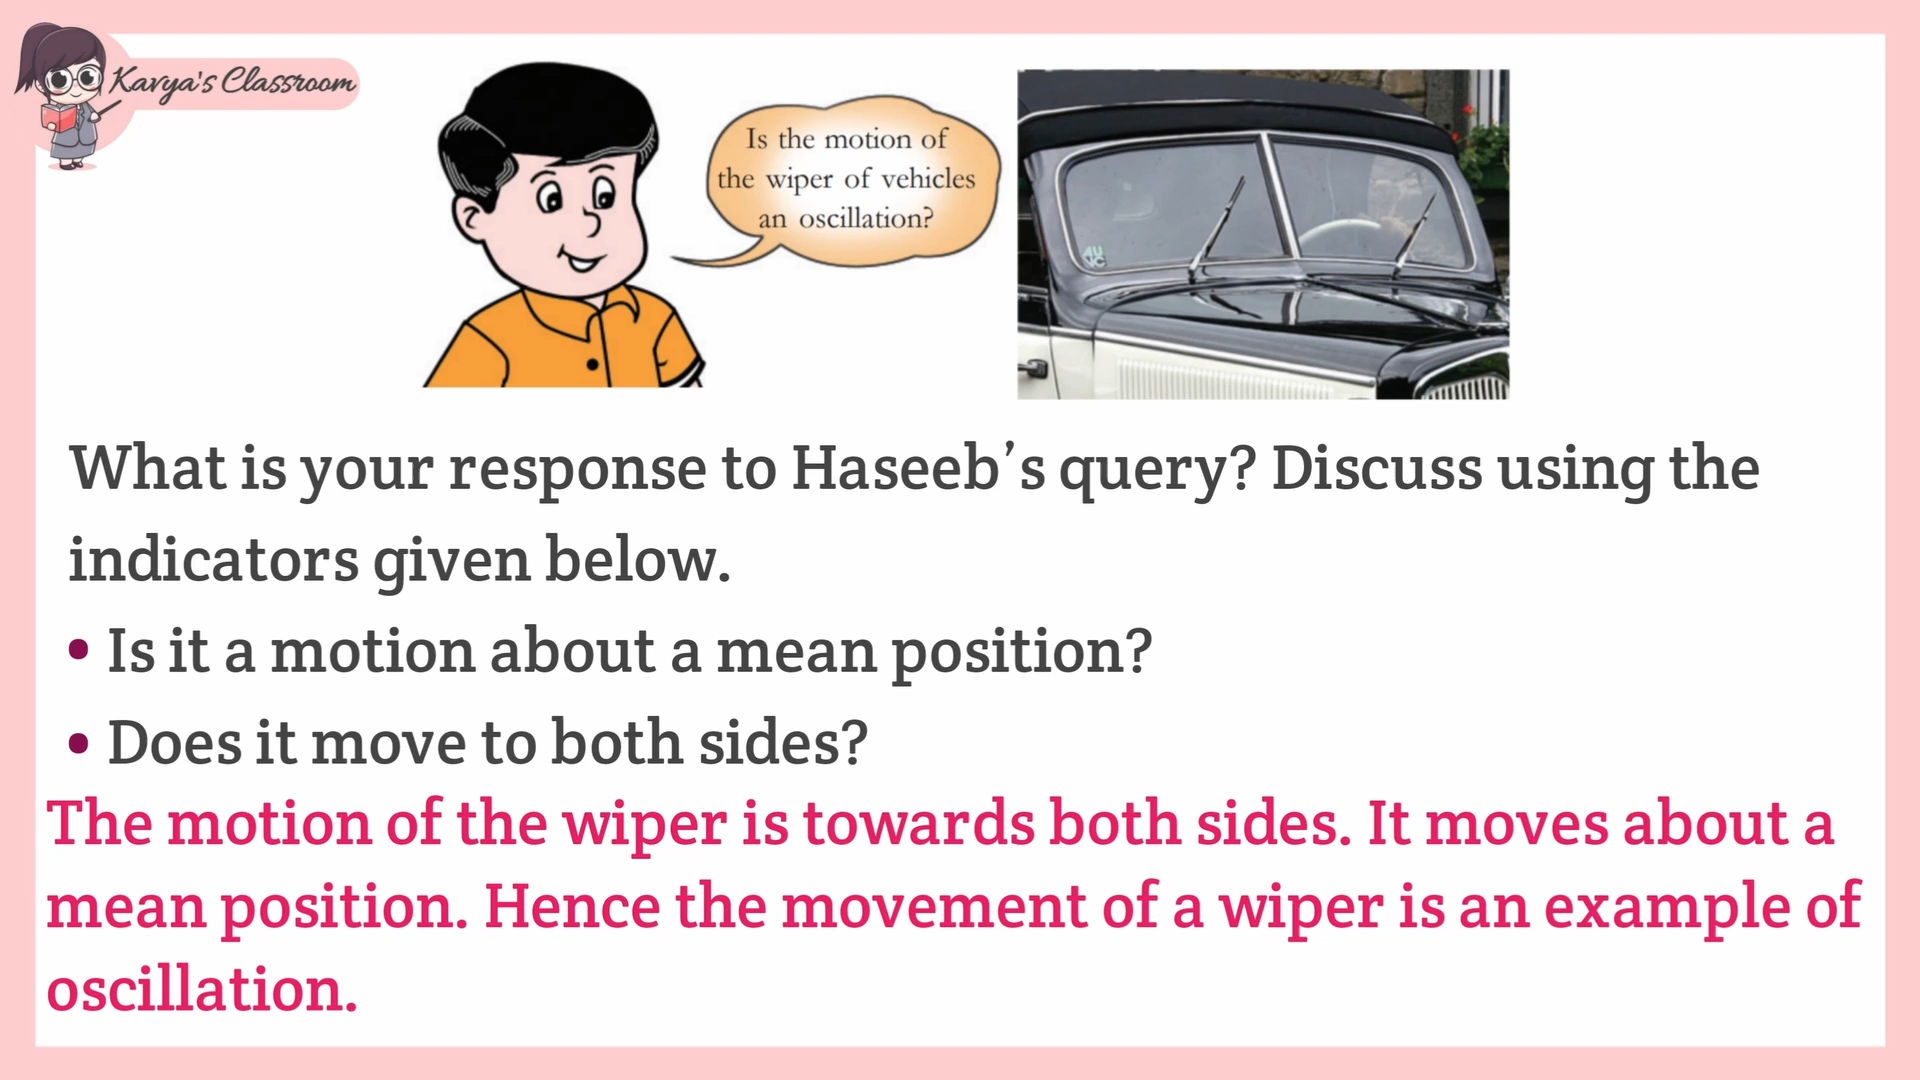 Karya's Classroom
Is the motion of
the wiper of vehicles
an oscillation?
What is your response to Haseeb's query? Discuss using the
indicators given below.
• Is it a motion about a mean position?
• Does it move to both sides?
The motion of the wiper is towards both sides. It moves about a
mean position. Hence the movement of a wiper is an example of
oscillation.